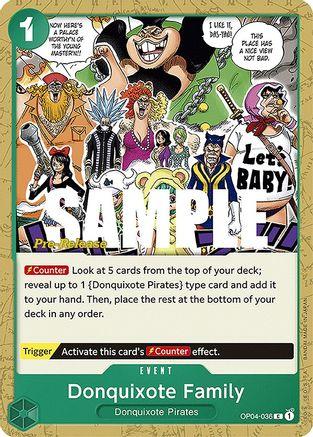 1
NOW HERE'S
A PALACE
WORTHY'N OF
THE YOUNG
MASTER!!
I LIKE IT,
DAS-YAN!!
THIS
PLACE HAS
A NICE VIEW
NOT BAD.
Let's
BABY!
SAMPLE
Pre-Release
Counter Look at 5 cards from the top of your deck;
reveal up to 1 {Donquixote Pirates} type card and add it
to your hand. Then, place the rest at the bottom of your
deck in any order.
Trigger Activate this card's Counter effect.
EVENT
Donquixote Family
Donquixote Pirates
OP04-036 C 1